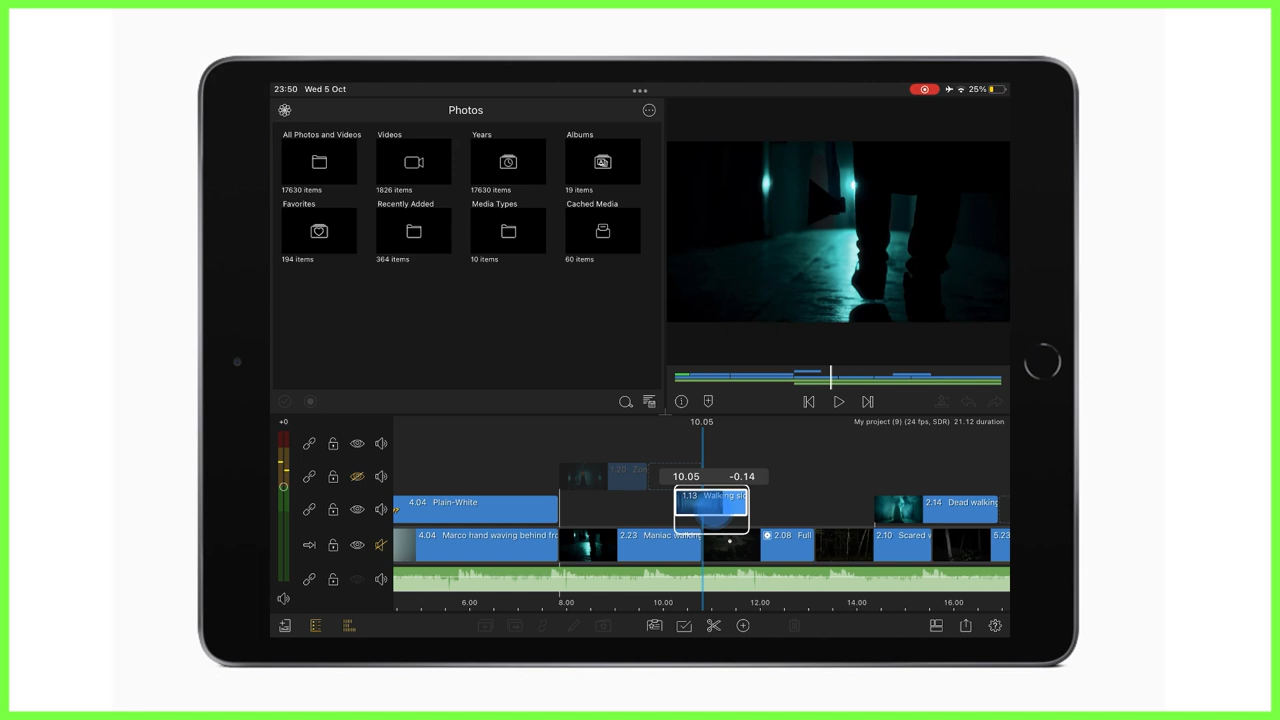 23:50 Wed 5 Oct
25%
Photos
All Photos and Videos Videos Years Albums
17630 items 1826 items 17630 items 19 items
Favorites Recently Added Media Types Cached Media
194 items 364 items 10 items 60 items
+0
10.05
My project (9) (24 fps, SDR) 21.12 duration
1.20 Zon
10.05 -0.14
4.04 Plain-White
1.13 Walking slo
2.14 Dead walking
4.04 Marco hand waving behind fro
2.23 Maniac walking
2.08 Full
2.10 Scared w
5.23
6.00 8.00 10.00 12.00 14.00 16.00